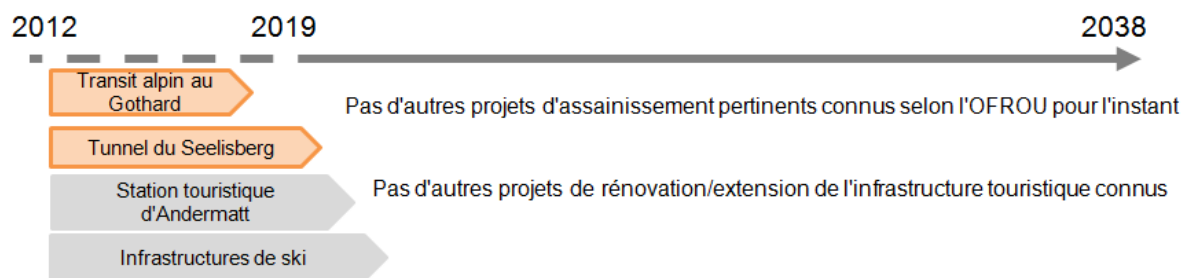 2012 2019 2038
Transit alpin au
Gothard
Pas d'autres projets d'assainissement pertinents connus selon l'OFROU pour l'instant
Tunnel du Seelisberg
Station touristique
d'Andermatt
Pas d'autres projets de rénovation/extension de l'infrastructure touristique connus
Infrastructures de ski